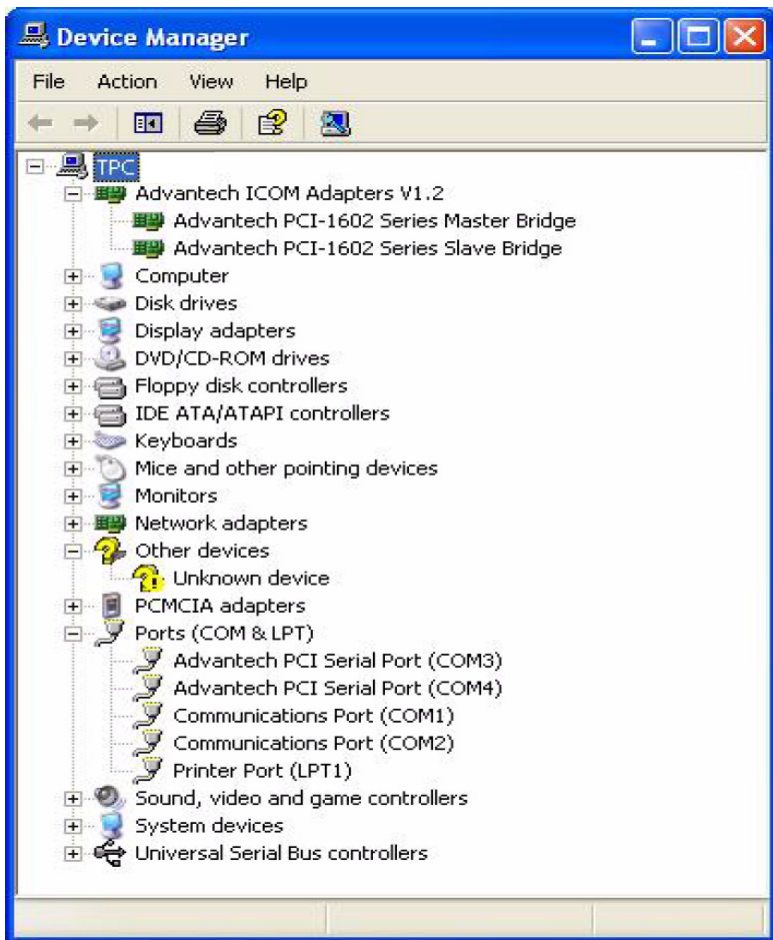 Device Manager
File Action View Help
TPC
Advantech ICOM Adapters V1.2
Advantech PCI-1602 Series Master Bridge
Advantech PCI-1602 Series Slave Bridge
Computer
Disk drives
Display adapters
DVD/CD-ROM drives
Floppy disk controllers
IDE ATA/ATAPI controllers
Keyboards
Mice and other pointing devices
Monitors
Network adapters
Other devices
Unknown device
PCMCIA adapters
Ports (COM & LPT)
Advantech PCI Serial Port (COM3)
Advantech PCI Serial Port (COM4)
Communications Port (COM1)
Communications Port (COM2)
Printer Port (LPT1)
Sound, video and game controllers
System devices
Universal Serial Bus controllers